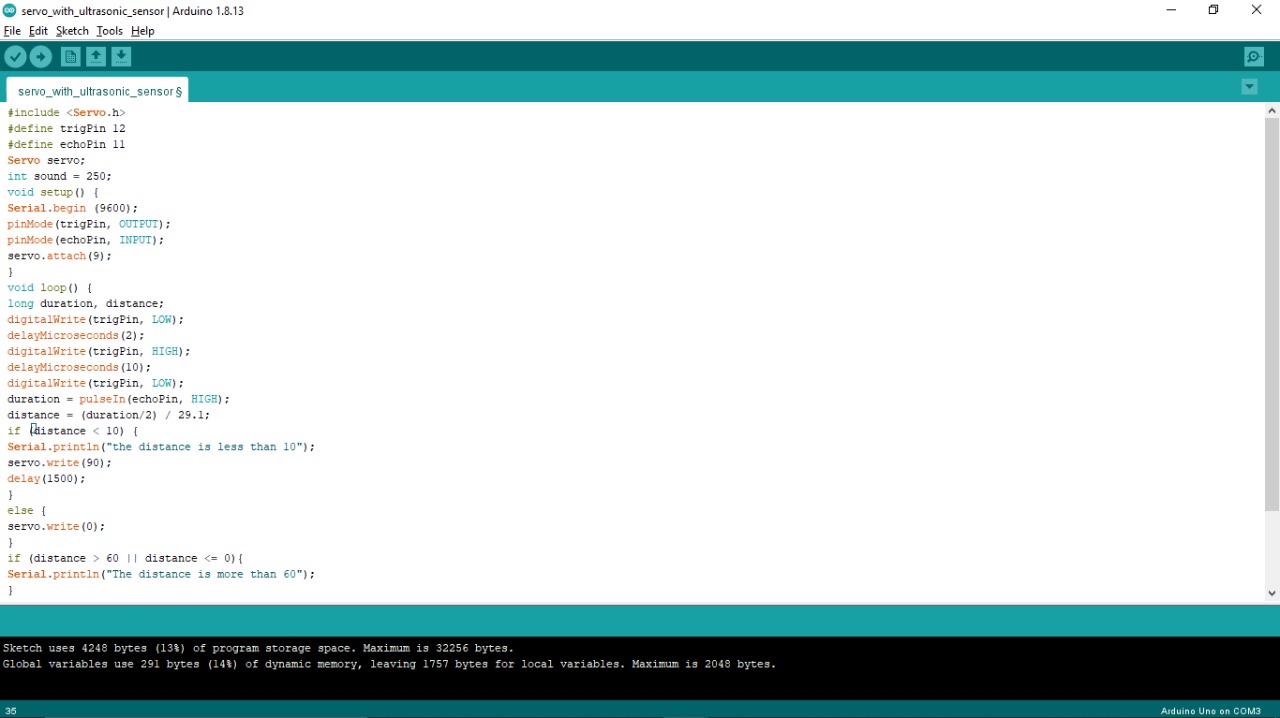 servo_with_ultrasonic_sensor | Arduino 1.8.13
File Edit Sketch Tools Help
servo_with_ultrasonic_sensor §
#include <Servo.h>
#define trigPin 12
#define echoPin 11
Servo servo;
int sound = 250;
void setup() {
Serial.begin (9600);
pinMode(trigPin, OUTPUT);
pinMode(echoPin, INPUT);
servo.attach(9);
}
void loop() {
long duration, distance;
digitalWrite(trigPin, LOW);
delayMicroseconds(2);
digitalWrite(trigPin, HIGH);
delayMicroseconds(10);
digitalWrite(trigPin, LOW);
duration = pulseIn(echoPin, HIGH);
distance = (duration/2) / 29.1;
if (distance < 10) {
Serial.println("the distance is less than 10");
servo.write(90);
delay(1500);
}
else {
servo.write(0);
}
if (distance > 60 || distance <= 0){
Serial.println("The distance is more than 60");
}
Sketch uses 4248 bytes (13%) of program storage space. Maximum is 32256 bytes.
Global variables use 291 bytes (14%) of dynamic memory, leaving 1757 bytes for local variables. Maximum is 2048 bytes.
35 Arduino Uno on COM3